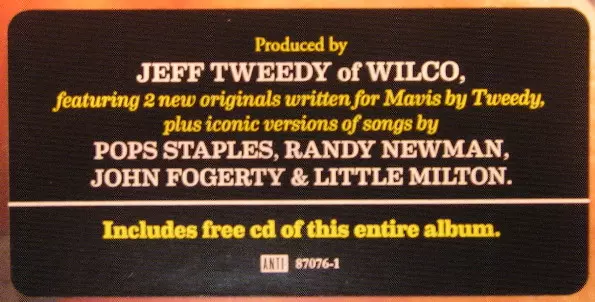 Produced by
JEFF TWEEDY of WILCO,
featuring 2 new originals written for Mavis by Tweedy,
plus iconic versions of songs by
POPS STAPLES, RANDY NEWMAN,
JOHN FOGERTY & LITTLE MILTON.
Includes free cd of this entire album.
ANTI 87076-1